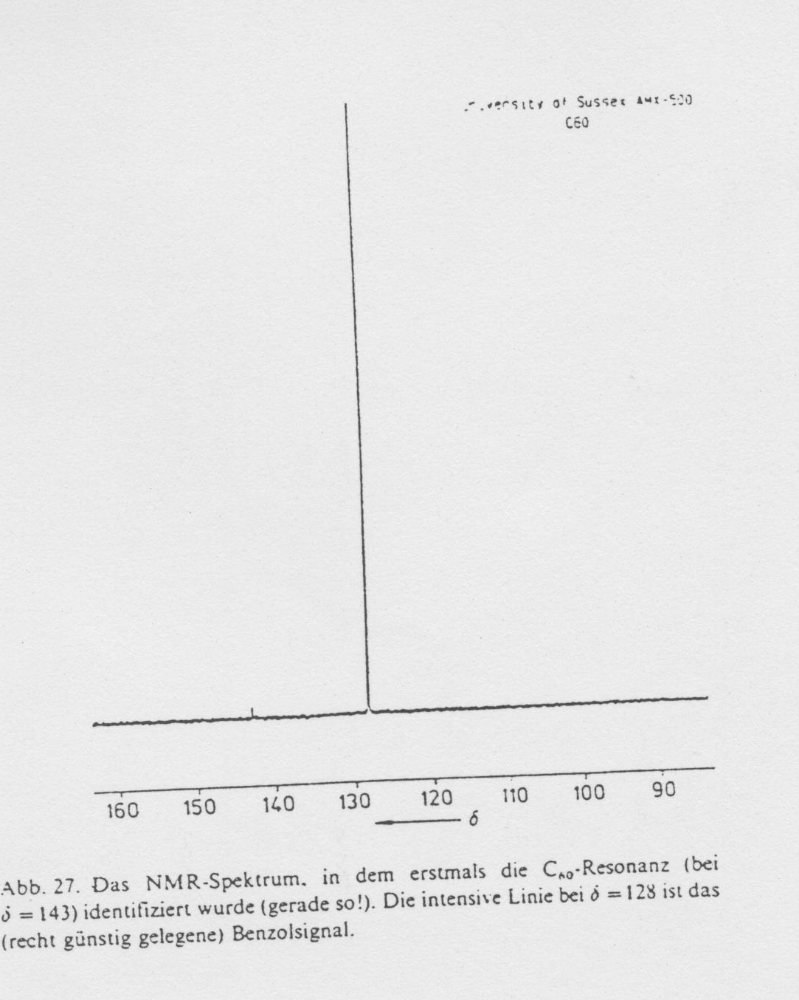 of Sussex AMX-500
C60
160 150 140 130 120 110 100 90
δ
Abb. 27. Das NMR-Spektrum, in dem erstmals die C₆₀-Resonanz (bei
δ = 143) identifiziert wurde (gerade so!). Die intensive Linie bei δ = 128 ist das
(recht günstig gelegene) Benzolsignal.